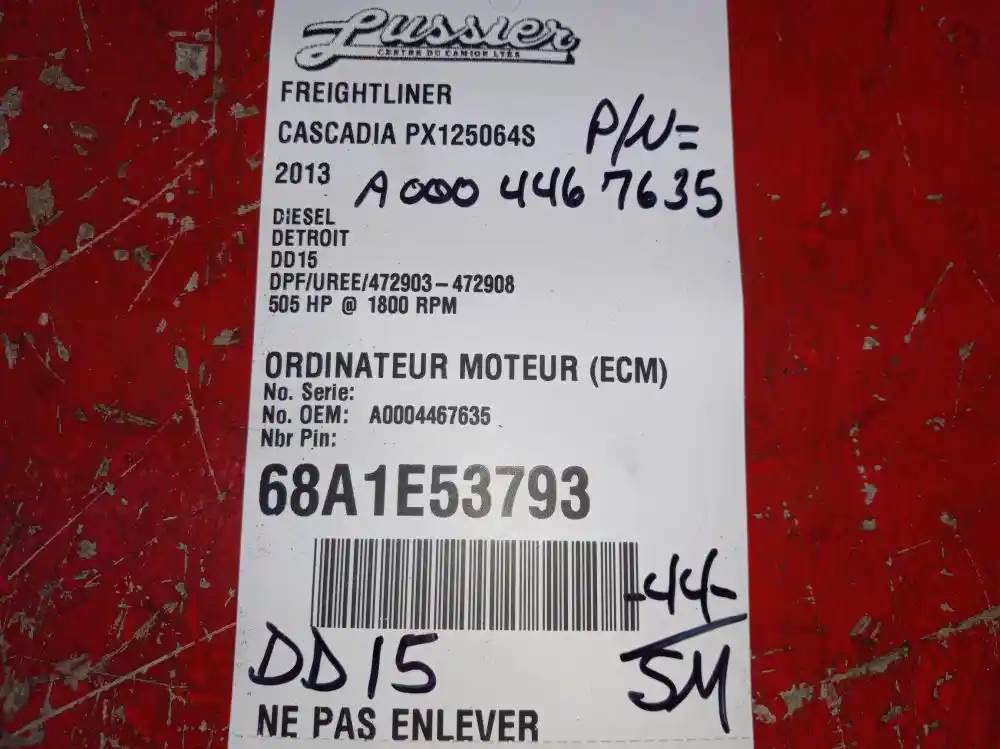 Lussier
CENTRE DU CAMION LTÉE
FREIGHTLINER
CASCADIA PX125064S
P/N=
2013
A000 446 7635
DIESEL
DETROIT
DD15
DPF/UREE/472903-472908
505 HP @ 1800 RPM
ORDINATEUR MOTEUR (ECM)
No. Serie:
No. OEM: A0004467635
Nbr Pin:
68A1E53793
-44-
SM
DD15
NE PAS ENLEVER